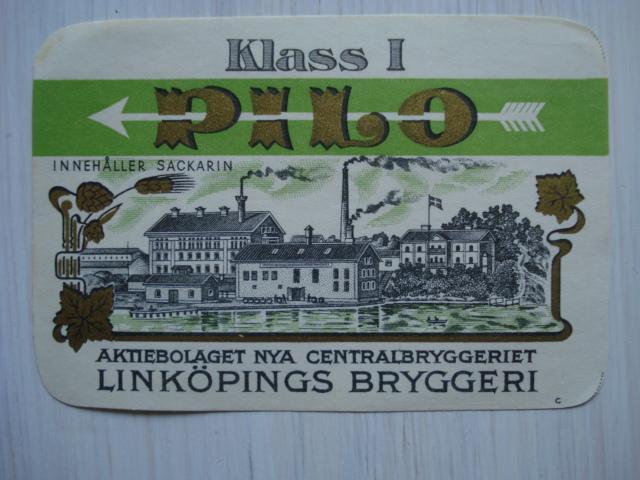 Klass I
PILO
INNEHÅLLER SACKARIN
AKTIEBOLAGET NYA CENTRALBRYGGERIET
LINKÖPINGS BRYGGERI
C